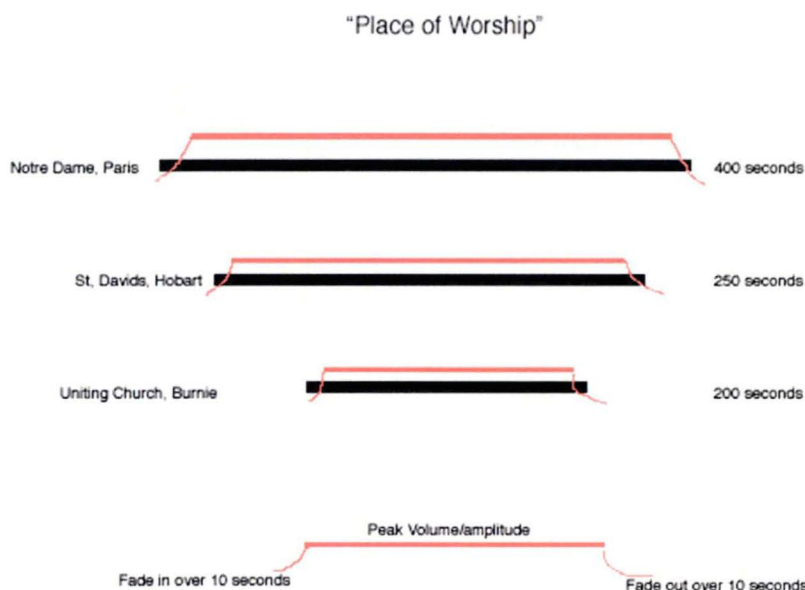 "Place of Worship"
Notre Dame, Paris 400 seconds
St, Davids, Hobart 250 seconds
Uniting Church, Burnie 200 seconds
Peak Volume/amplitude
Fade in over 10 seconds Fade out over 10 seconds